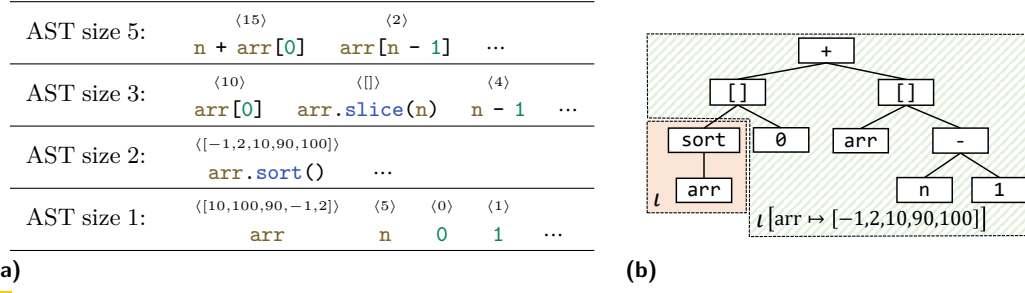 AST size 5:
⟨15⟩ ⟨2⟩
n + arr[0] arr[n - 1] ⋯
AST size 3:
⟨10⟩ ⟨[]⟩ ⟨4⟩
arr[0] arr.slice(n) n - 1 ⋯
AST size 2:
⟨[−1,2,10,90,100]⟩
arr.sort() ⋯
AST size 1:
⟨[10,100,90,−1,2]⟩ ⟨5⟩ ⟨0⟩ ⟨1⟩
arr n 0 1 ⋯
a)
+
[] []
sort 0 arr -
arr n 1
ι
ι[arr ↦ [−1,2,10,90,100]]
(b)